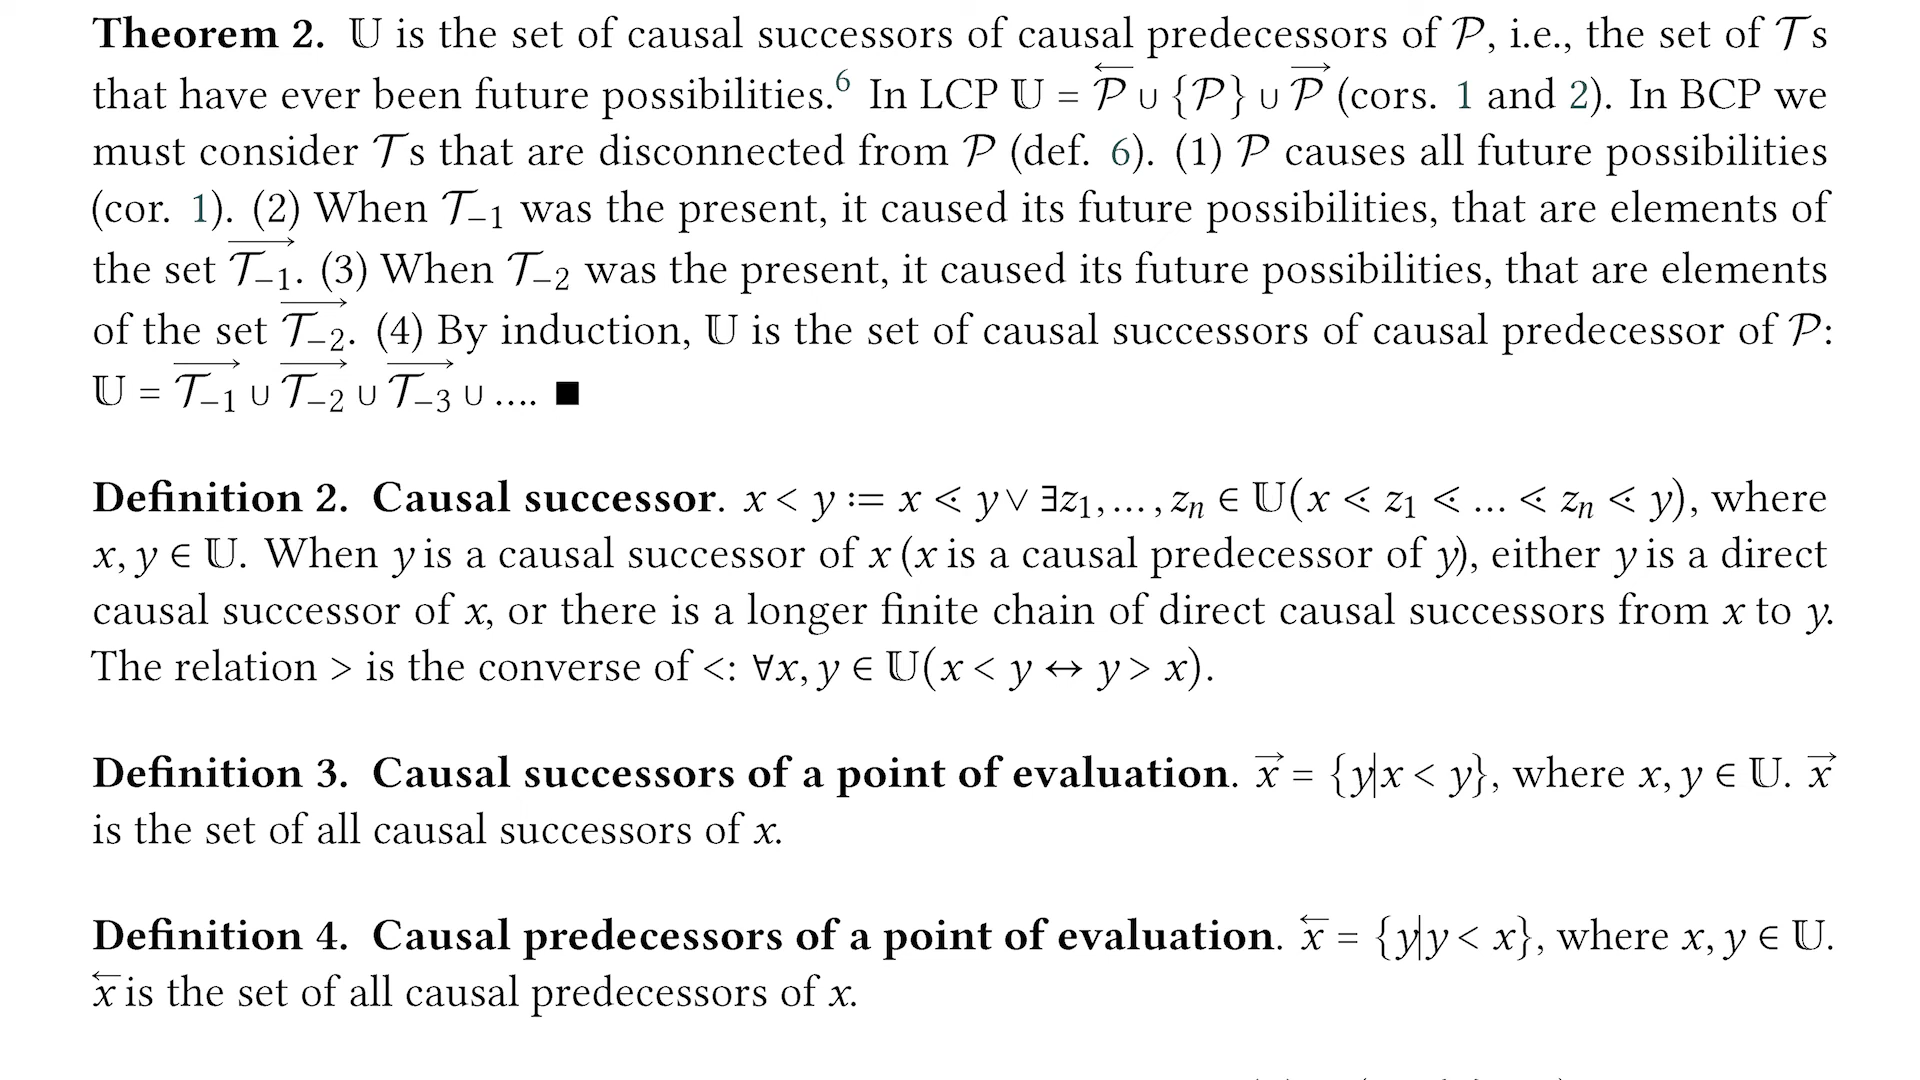 Theorem 2. 𝕌 is the set of causal successors of causal predecessors of 𝒫, i.e., the set of 𝒯s
that have ever been future possibilities.⁶ In LCP 𝕌 = 𝒫⃖ ∪ {𝒫} ∪ 𝒫⃗ (cors. 1 and 2). In BCP we
must consider 𝒯s that are disconnected from 𝒫 (def. 6). (1) 𝒫 causes all future possibilities
(cor. 1). (2) When 𝒯₋₁ was the present, it caused its future possibilities, that are elements of
the set 𝒯₋₁⃗. (3) When 𝒯₋₂ was the present, it caused its future possibilities, that are elements
of the set 𝒯₋₂⃗. (4) By induction, 𝕌 is the set of causal successors of causal predecessor of 𝒫:
𝕌 = 𝒯₋₁⃗ ∪ 𝒯₋₂⃗ ∪ 𝒯₋₃⃗ ∪ …. ■
Definition 2. Causal successor. x < y ≔ x ⋖ y ∨ ∃z₁, … , zₙ ∈ 𝕌(x ⋖ z₁ ⋖ … ⋖ zₙ ⋖ y), where
x, y ∈ 𝕌. When y is a causal successor of x (x is a causal predecessor of y), either y is a direct
causal successor of x, or there is a longer finite chain of direct causal successors from x to y.
The relation > is the converse of <: ∀x, y ∈ 𝕌(x < y ↔ y > x).
Definition 3. Causal successors of a point of evaluation. x⃗ = {y|x < y}, where x, y ∈ 𝕌. x⃗
is the set of all causal successors of x.
Definition 4. Causal predecessors of a point of evaluation. x⃖ = {y|y < x}, where x, y ∈ 𝕌.
x⃖ is the set of all causal predecessors of x.